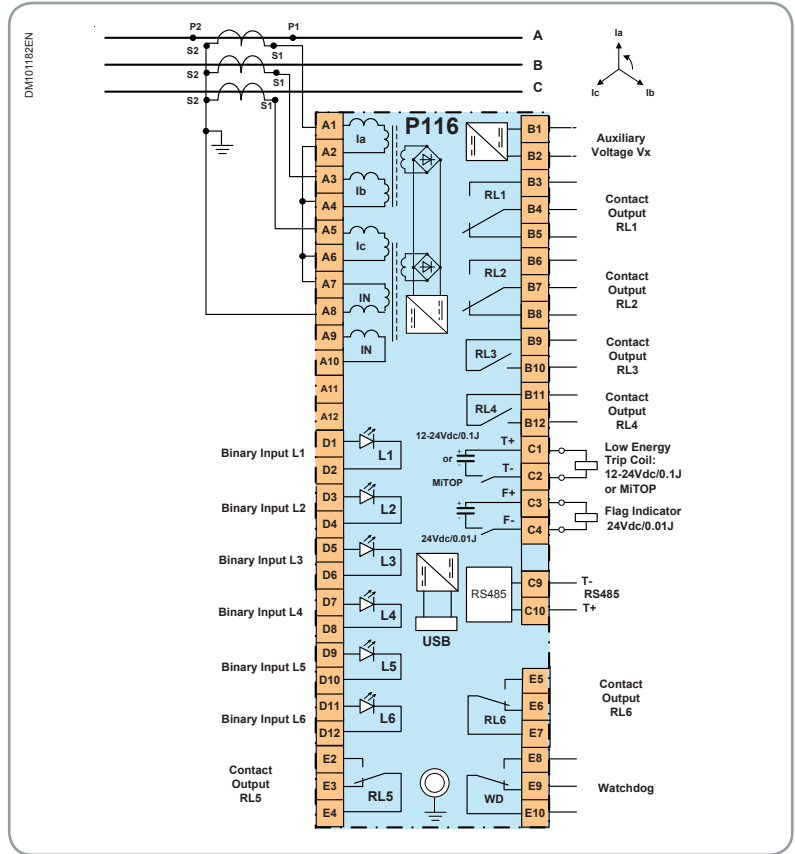 DM101182EN
P2 P1 A
S2 S1 B
S2 S1 C
S2 S1
Ia
Ic Ib
P116
A1
A2
A3
A4
A5
A6
A7
A8
A9
A10
A11
A12
Ia
Ib
Ic
IN
IN
B1
B2
Auxiliary
Voltage Vx
B3
B4
B5
RL1
Contact
Output
RL1
B6
B7
B8
RL2
Contact
Output
RL2
B9
B10
RL3
Contact
Output
RL3
B11
B12
RL4
Contact
Output
RL4
12-24Vdc/0.1J
or
MiTOP
T+
T-
C1
C2
Low Energy
Trip Coil:
12-24Vdc/0.1J
or MiTOP
F+
F-
24Vdc/0.01J
C3
C4
Flag Indicator
24Vdc/0.01J
Binary Input L1
D1
D2
L1
Binary Input L2
D3
D4
L2
Binary Input L3
D5
D6
L3
Binary Input L4
D7
D8
L4
Binary Input L5
D9
D10
L5
Binary Input L6
D11
D12
L6
USB
RS485
C9
C10
T-
RS485
T+
E5
E6
E7
RL6
Contact
Output
RL6
Contact
Output
RL5
E2
E3
E4
RL5
WD
E8
E9
E10
Watchdog